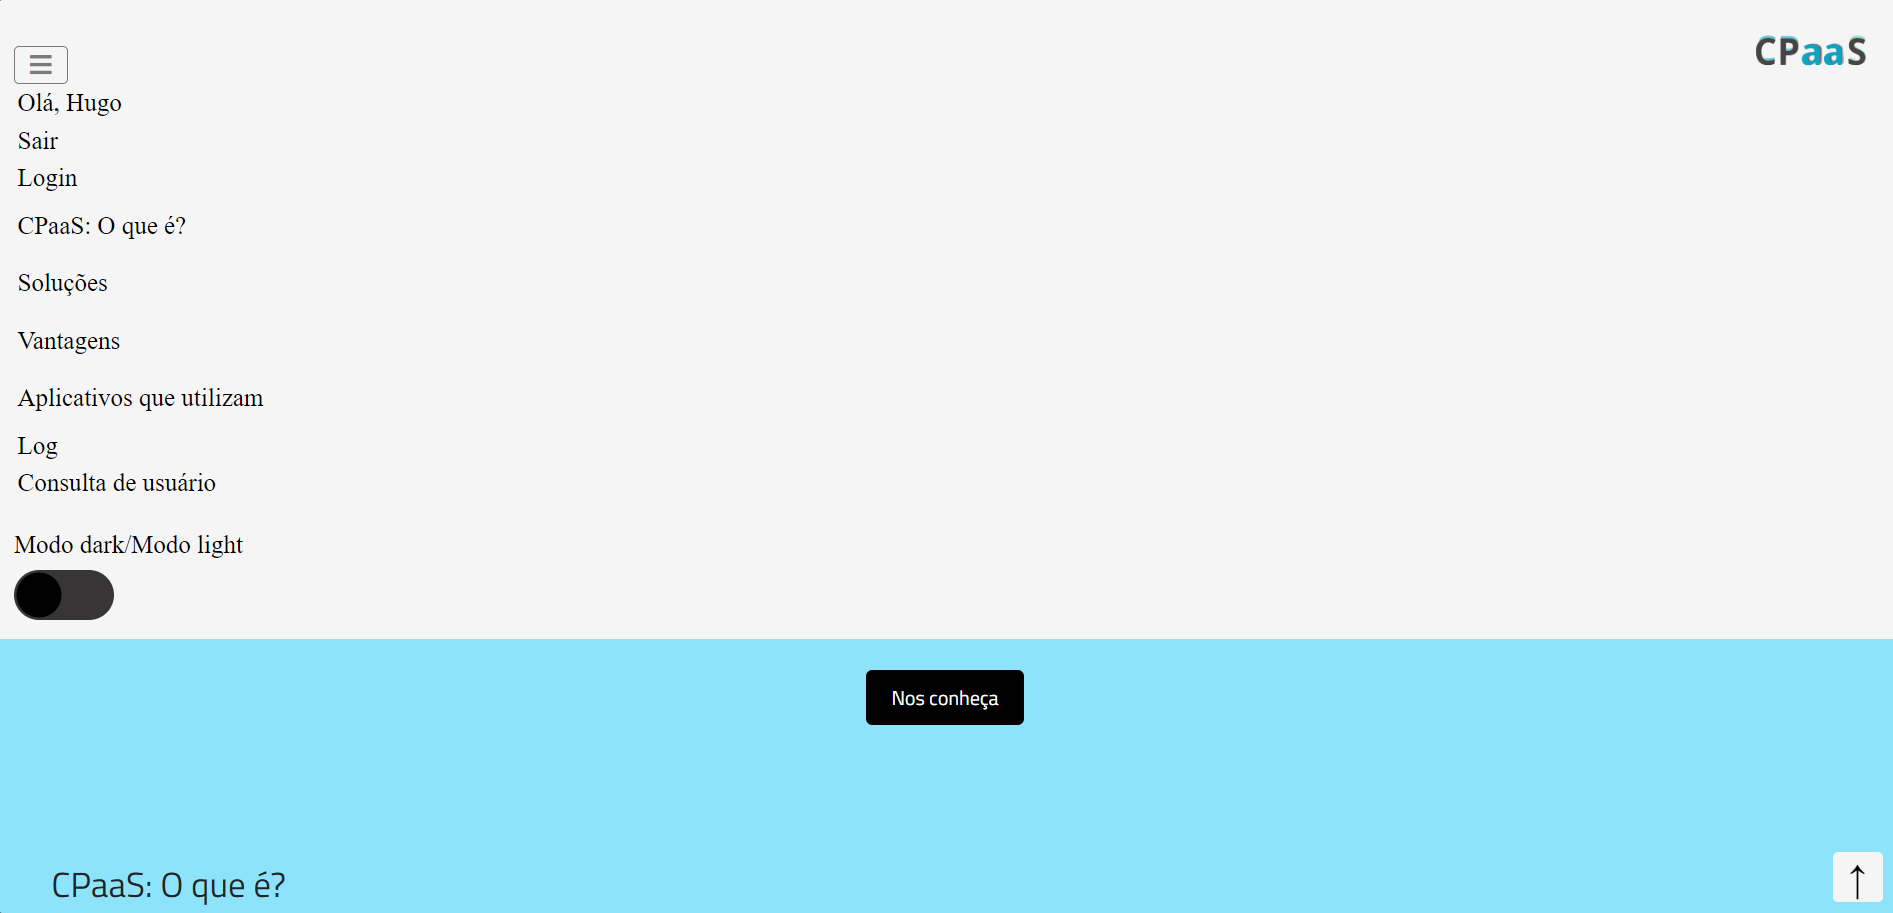 CPaaS
Olá, Hugo
Sair
Login
CPaaS: O que é?
Soluções
Vantagens
Aplicativos que utilizam
Log
Consulta de usuário
Modo dark/Modo light
Nos conheça
CPaaS: O que é?
↑